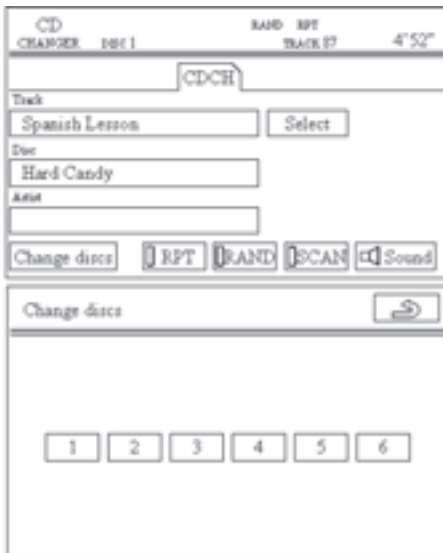 CD RAND RPT
CHANGER DISC 1 TRACK 87 4'52"
CDCH
Track
Spanish Lesson Select
Disc
Hard Candy
Artist
Change discs RPT RAND SCAN Sound
Change discs
1 2 3 4 5 6